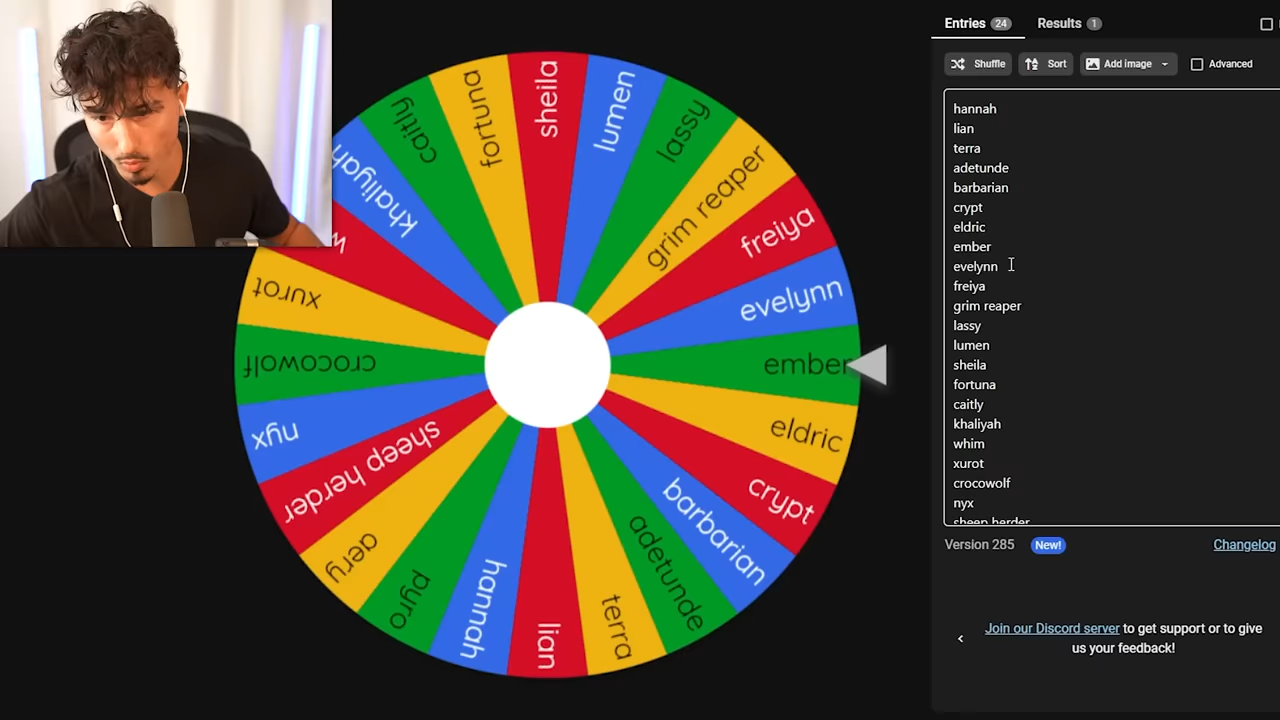 Entries 24
Results 1
Shuffle
Sort
Add image
Advanced
hannah
lian
terra
adetunde
barbarian
crypt
eldric
ember
evelynn
freiya
grim reaper
lassy
lumen
sheila
fortuna
caitly
khaliyah
whim
xurot
crocowolf
nyx
sheep herder
Version 285
New!
Changelog
Join our Discord server to get support or to give
us your feedback!
sheila
lumen
lassy
grim reaper
freiya
evelynn
ember
eldric
crypt
barbarian
adetunde
terra
lian
hannah
pyro
aery
sheep herder
nyx
crocowolf
xurot
w
khaliyah
caitly
fortuna